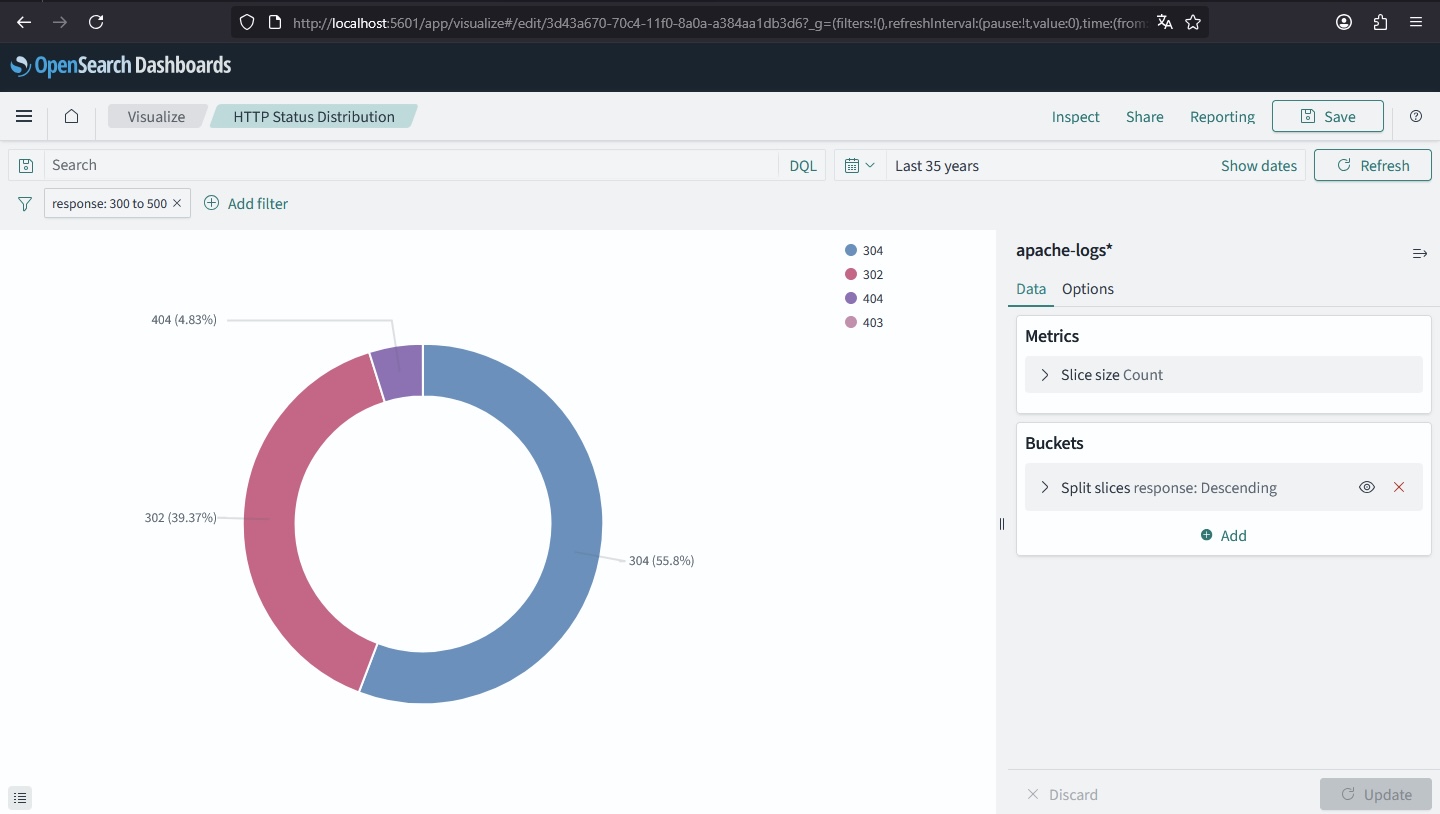 http://localhost:5601/app/visualize#/edit/3d43a670-70c4-11f0-8a0a-a384aa1db3d6?_g=(filters:!(),refreshInterval:(pause:!t,value:0),time:(from:
OpenSearch Dashboards
Visualize HTTP Status Distribution Inspect Share Reporting Save
Search DQL Last 35 years Show dates Refresh
response: 300 to 500 Add filter
304
302
404
403
404 (4.83%)
302 (39.37%)
304 (55.8%)
apache-logs*
Data Options
Metrics
Slice size Count
Buckets
Split slices response: Descending
Add
Discard Update